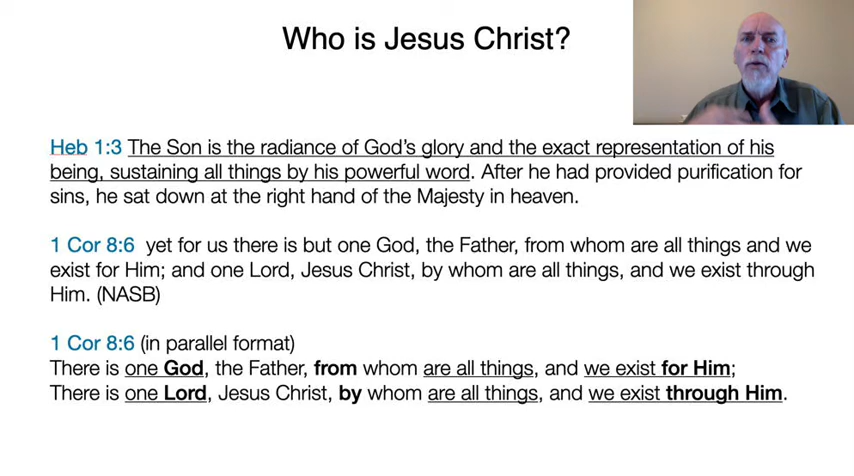 Who is Jesus Christ?
Heb 1:3 The Son is the radiance of God's glory and the exact representation of his
being, sustaining all things by his powerful word. After he had provided purification for
sins, he sat down at the right hand of the Majesty in heaven.
1 Cor 8:6 yet for us there is but one God, the Father, from whom are all things and we
exist for Him; and one Lord, Jesus Christ, by whom are all things, and we exist through
Him. (NASB)
1 Cor 8:6 (in parallel format)
There is one God, the Father, from whom are all things, and we exist for Him;
There is one Lord, Jesus Christ, by whom are all things, and we exist through Him.